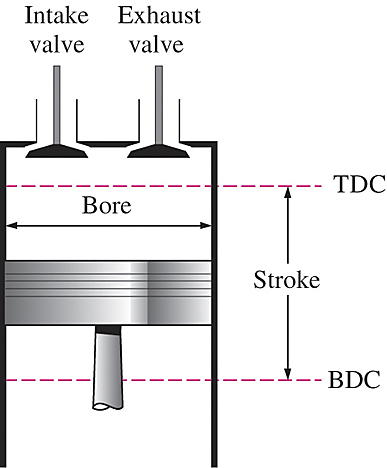 Intake
valve
Exhaust
valve
TDC
Bore
Stroke
BDC